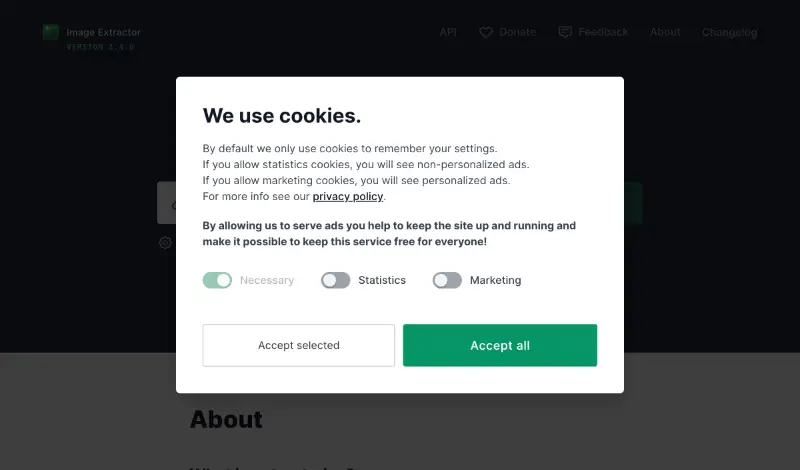 Image Extractor
VERSION 1.4.0
API
Donate
Feedback
About
Changelog
We use cookies.
By default we only use cookies to remember your settings.
If you allow statistics cookies, you will see non-personalized ads.
If you allow marketing cookies, you will see personalized ads.
For more info see our privacy policy.
By allowing us to serve ads you help to keep the site up and running and
make it possible to keep this service free for everyone!
Necessary
Statistics
Marketing
Accept selected
Accept all
About